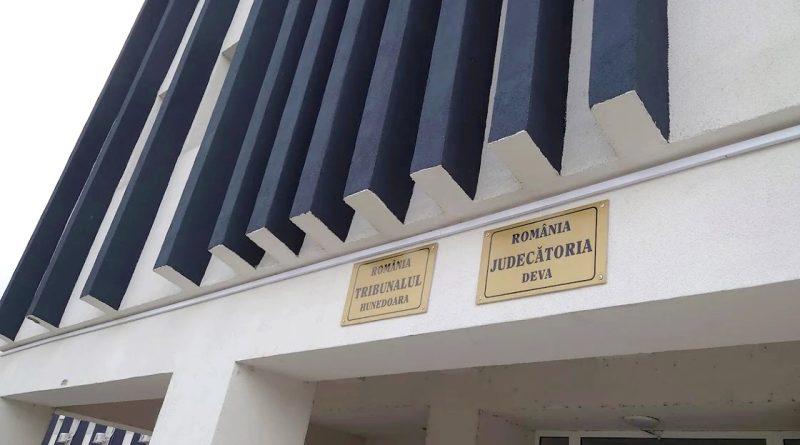 ROMÂNIA
TRIBUNALUL
HUNEDOARA
ROMÂNIA
JUDECĂTORIA
DEVA